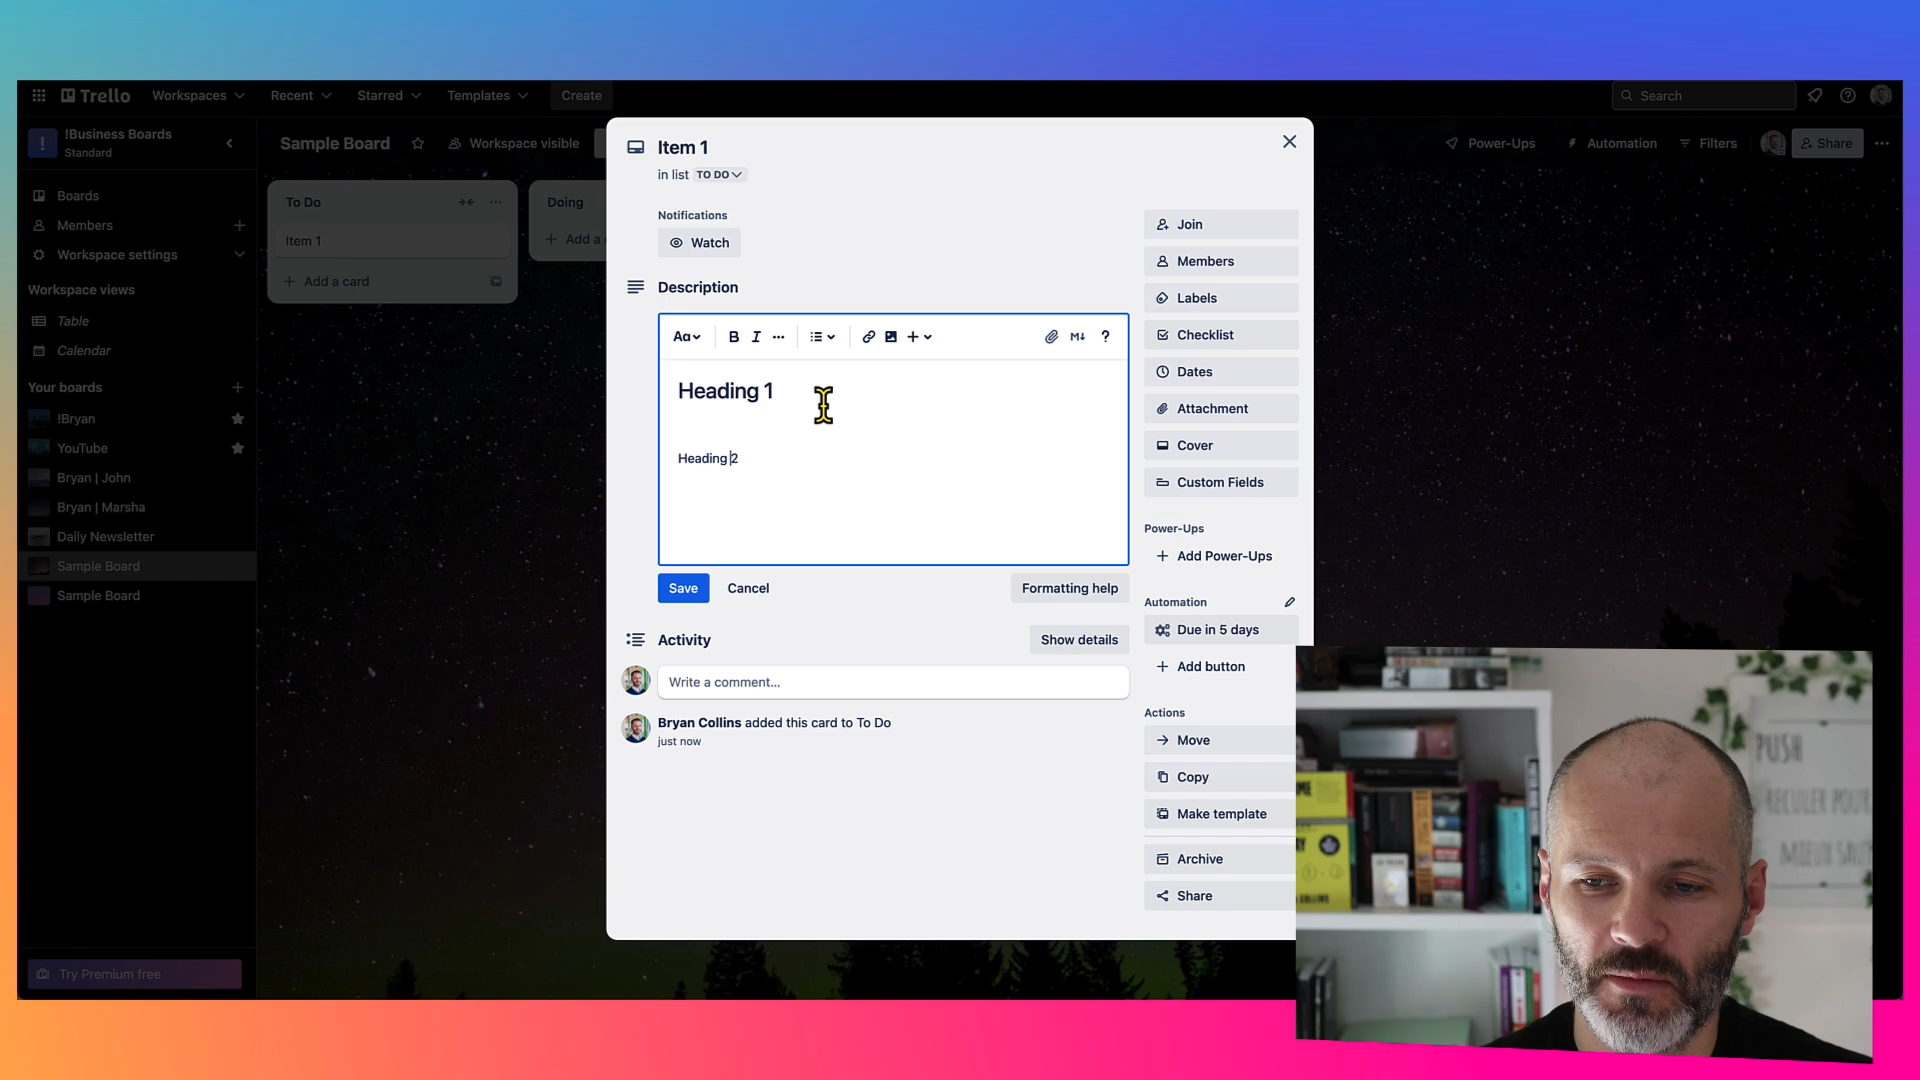 Trello
Workspaces
Recent
Starred
Templates
Create
Search
!Business Boards
Standard
Sample Board
Workspace visible
Power-Ups
Automation
Filters
Share
Boards
Members
Workspace settings
Workspace views
Table
Calendar
Your boards
!Bryan
YouTube
Bryan | John
Bryan | Marsha
Daily Newsletter
Sample Board
Sample Board
Try Premium free
To Do
Item 1
Add a card
Doing
Add a
Item 1
in list TO DO
Notifications
Watch
Description
Aa
B I
M↓ ?
Heading 1
Heading 2
Save
Cancel
Formatting help
Activity
Show details
Write a comment...
Bryan Collins added this card to To Do
just now
Join
Members
Labels
Checklist
Dates
Attachment
Cover
Custom Fields
Power-Ups
Add Power-Ups
Automation
Due in 5 days
Add button
Actions
Move
Copy
Make template
Archive
Share
PUSH
RECULER POUR
MIEUX